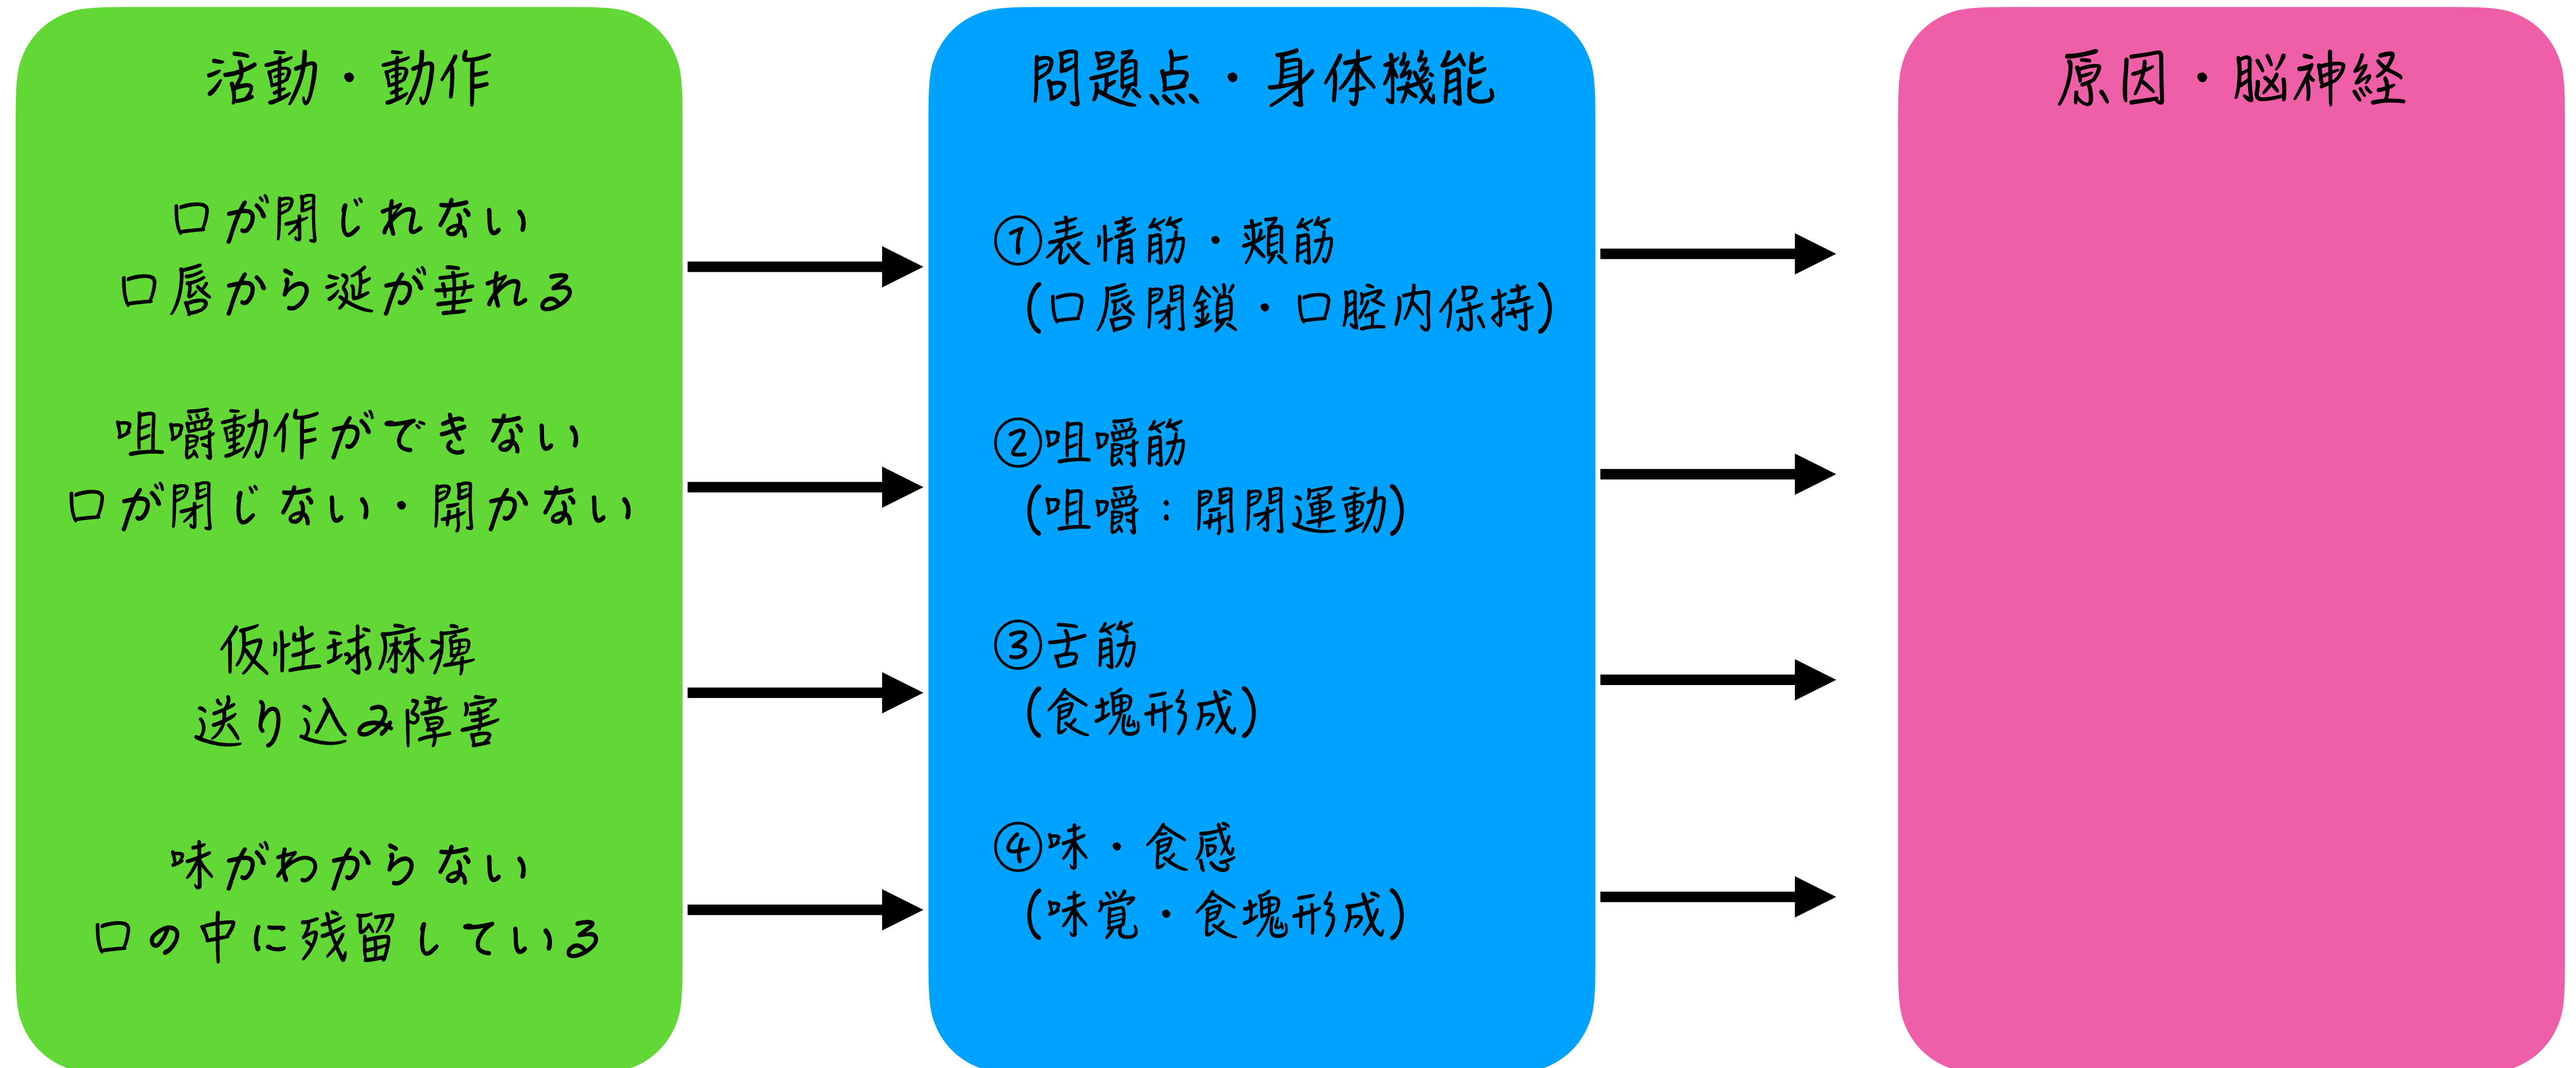 活動・動作
口が閉じれない
口唇から涎が垂れる
咀嚼動作ができない
口が閉じない・開かない
仮性球麻痺
送り込み障害
味がわからない
口の中に残留している
問題点・身体機能
①表情筋・頬筋
(口唇閉鎖・口腔内保持)
②咀嚼筋
(咀嚼：開閉運動)
③舌筋
(食塊形成)
④味・食感
(味覚・食塊形成)
原因・脳神経